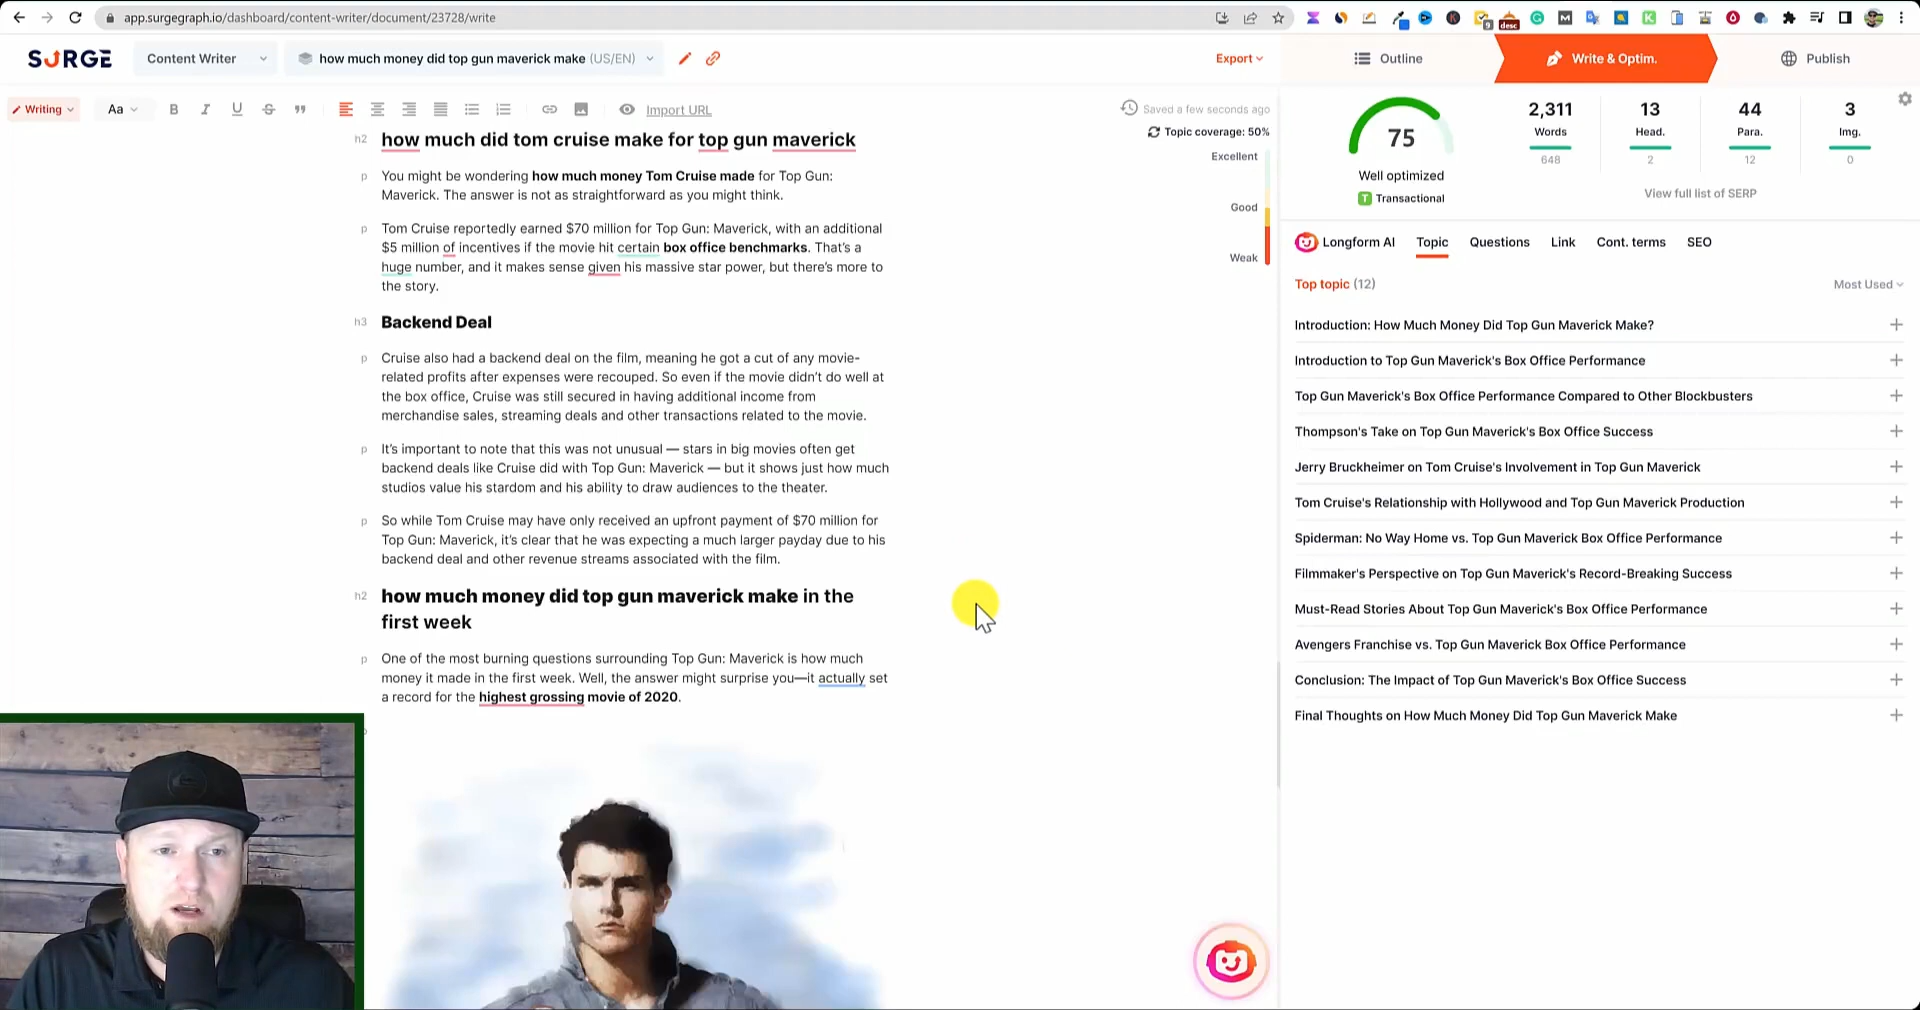 app.surgegraph.io/dashboard/content-writer/document/23728/write
desc
SURGE
Content Writer
how much money did top gun maverick make (US/EN)
Export
Outline
Write & Optim.
Publish
Writing
Aa
B
I
U
S
Import URL
Saved a few seconds ago
Topic coverage: 50%
Excellent
Good
Weak
h2
how much did tom cruise make for top gun maverick
p
You might be wondering how much money Tom Cruise made for Top Gun:
Maverick. The answer is not as straightforward as you might think.
p
Tom Cruise reportedly earned $70 million for Top Gun: Maverick, with an additional
$5 million of incentives if the movie hit certain box office benchmarks. That's a
huge number, and it makes sense given his massive star power, but there's more to
the story.
h3
Backend Deal
p
Cruise also had a backend deal on the film, meaning he got a cut of any movie-
related profits after expenses were recouped. So even if the movie didn't do well at
the box office, Cruise was still secured in having additional income from
merchandise sales, streaming deals and other transactions related to the movie.
p
It's important to note that this was not unusual — stars in big movies often get
backend deals like Cruise did with Top Gun: Maverick — but it shows just how much
studios value his stardom and his ability to draw audiences to the theater.
p
So while Tom Cruise may have only received an upfront payment of $70 million for
Top Gun: Maverick, it's clear that he was expecting a much larger payday due to his
backend deal and other revenue streams associated with the film.
h2
how much money did top gun maverick make in the
first week
p
One of the most burning questions surrounding Top Gun: Maverick is how much
money it made in the first week. Well, the answer might surprise you—it actually set
a record for the highest grossing movie of 2020.
75
Well optimized
T Transactional
2,311
Words
648
13
Head.
2
44
Para.
12
3
Img.
0
View full list of SERP
Longform AI
Topic
Questions
Link
Cont. terms
SEO
Top topic (12)
Most Used
Introduction: How Much Money Did Top Gun Maverick Make?
Introduction to Top Gun Maverick's Box Office Performance
Top Gun Maverick's Box Office Performance Compared to Other Blockbusters
Thompson's Take on Top Gun Maverick's Box Office Success
Jerry Bruckheimer on Tom Cruise's Involvement in Top Gun Maverick
Tom Cruise's Relationship with Hollywood and Top Gun Maverick Production
Spiderman: No Way Home vs. Top Gun Maverick Box Office Performance
Filmmaker's Perspective on Top Gun Maverick's Record-Breaking Success
Must-Read Stories About Top Gun Maverick's Box Office Performance
Avengers Franchise vs. Top Gun Maverick Box Office Performance
Conclusion: The Impact of Top Gun Maverick's Box Office Success
Final Thoughts on How Much Money Did Top Gun Maverick Make